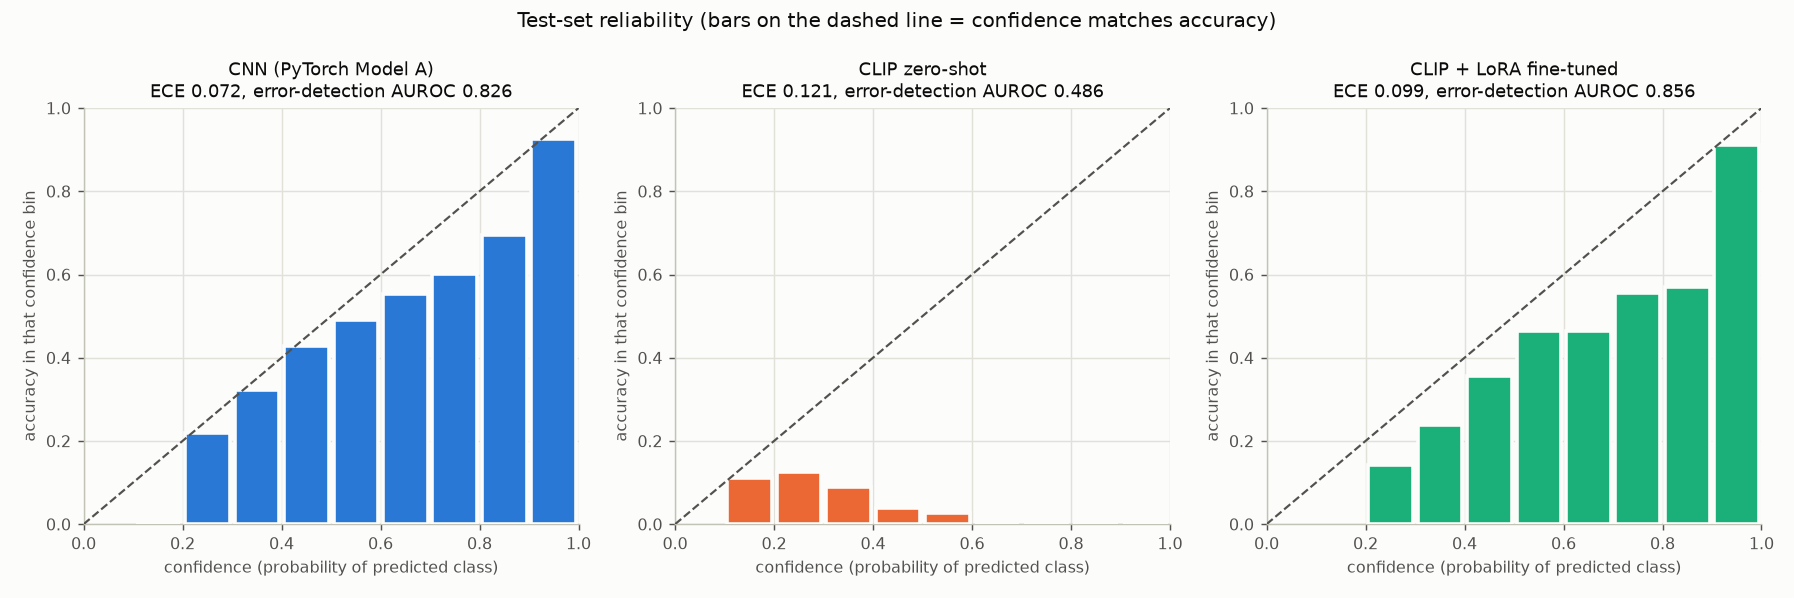 Test-set reliability (bars on the dashed line = confidence matches accuracy)
CNN (PyTorch Model A)
ECE 0.072, error-detection AUROC 0.826
1.0
0.8
0.6
0.4
0.2
0.0
accuracy in that confidence bin
0.0 0.2 0.4 0.6 0.8 1.0
confidence (probability of predicted class)
CLIP zero-shot
ECE 0.121, error-detection AUROC 0.486
1.0
0.8
0.6
0.4
0.2
0.0
accuracy in that confidence bin
0.0 0.2 0.4 0.6 0.8 1.0
confidence (probability of predicted class)
CLIP + LoRA fine-tuned
ECE 0.099, error-detection AUROC 0.856
1.0
0.8
0.6
0.4
0.2
0.0
accuracy in that confidence bin
0.0 0.2 0.4 0.6 0.8 1.0
confidence (probability of predicted class)